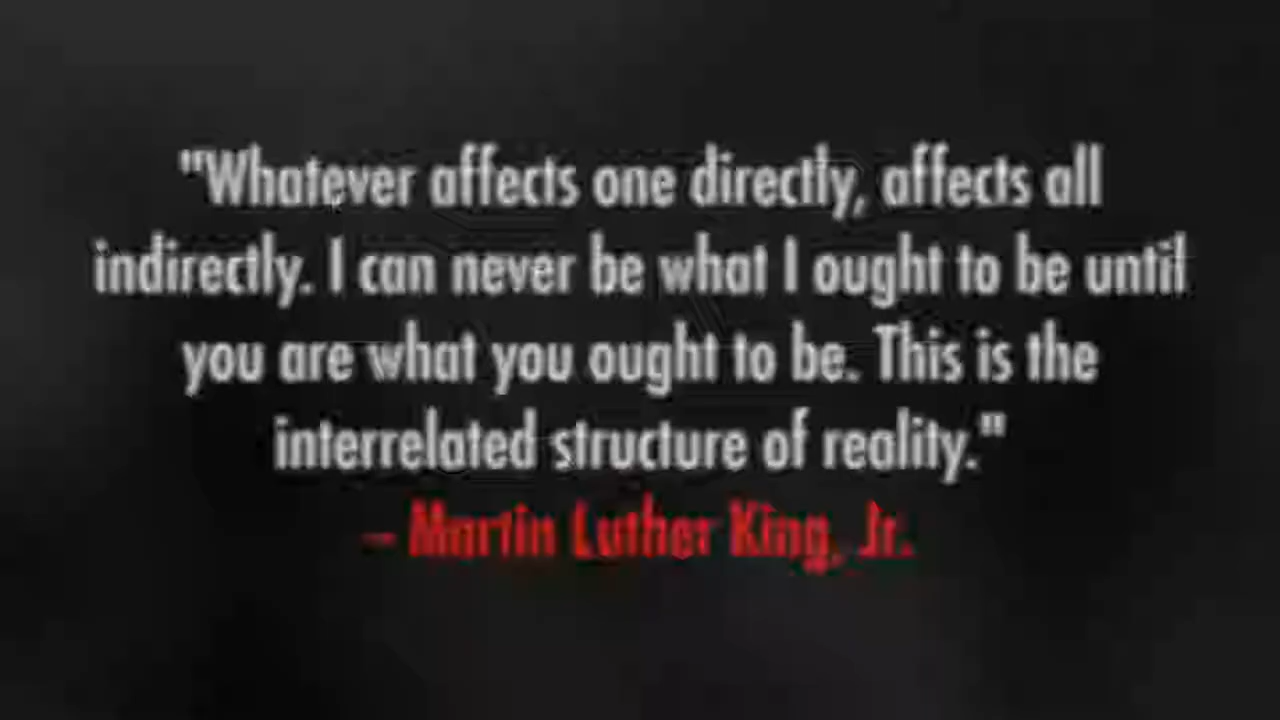 "Whatever affects one directly, affects all
indirectly. I can never be what I ought to be until
you are what you ought to be. This is the
interrelated structure of reality."
– Martin Luther King, Jr.